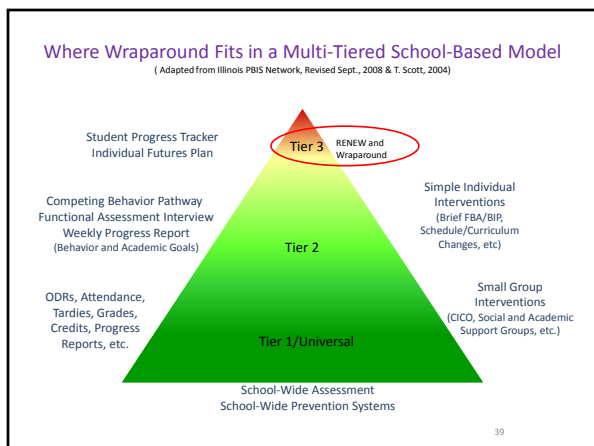 Where Wraparound Fits in a Multi-Tiered School-Based Model
( Adapted from Illinois PBIS Network, Revised Sept., 2008 & T. Scott, 2004)
Student Progress Tracker
Individual Futures Plan
Tier 3
RENEW and
Wraparound
Competing Behavior Pathway
Functional Assessment Interview
Weekly Progress Report
(Behavior and Academic Goals)
Simple Individual
Interventions
(Brief FBA/BIP,
Schedule/Curriculum
Changes, etc)
Tier 2
ODRs, Attendance,
Tardies, Grades,
Credits, Progress
Reports, etc.
Small Group
Interventions
(CICO, Social and Academic
Support Groups, etc.)
Tier 1/Universal
School-Wide Assessment
School-Wide Prevention Systems
39